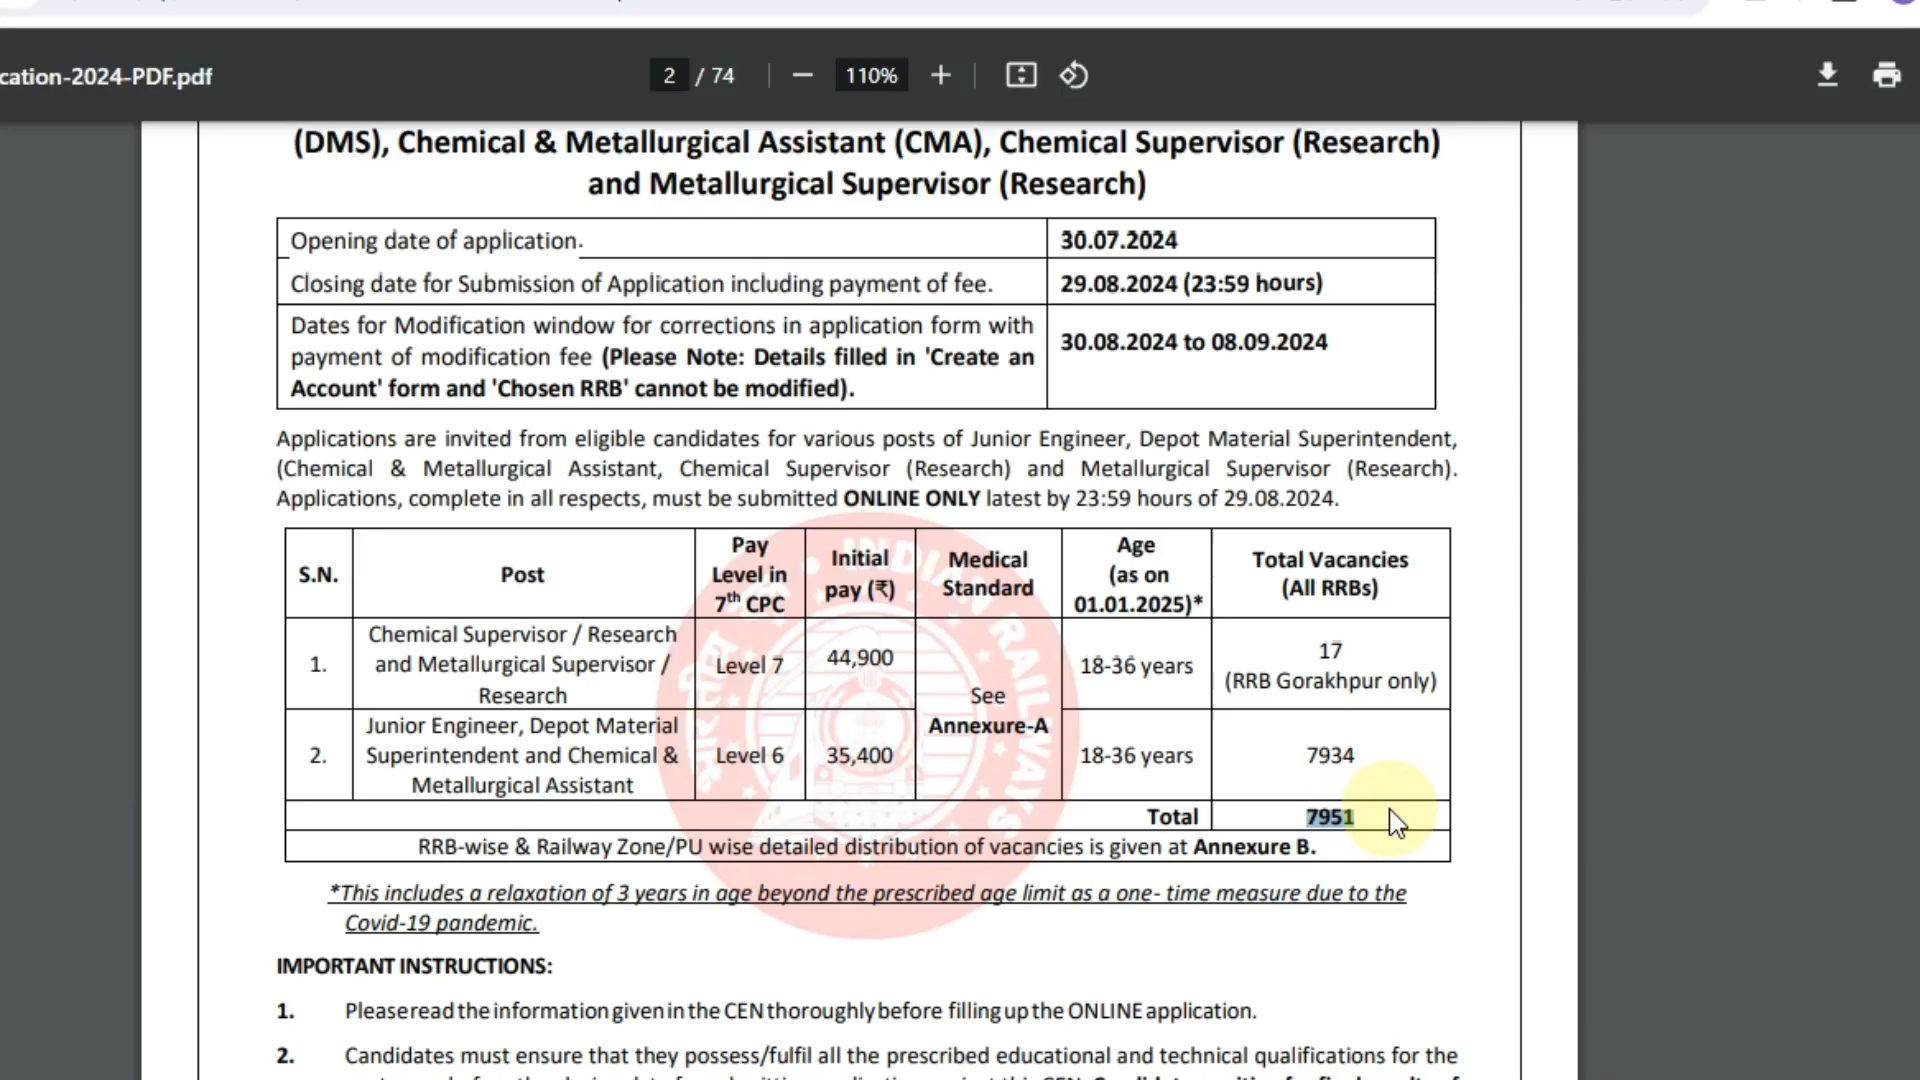 cation-2024-PDF.pdf
2 / 74
110%
(DMS), Chemical & Metallurgical Assistant (CMA), Chemical Supervisor (Research)
and Metallurgical Supervisor (Research)
Opening date of application. 30.07.2024
Closing date for Submission of Application including payment of fee. 29.08.2024 (23:59 hours)
Dates for Modification window for corrections in application form with
payment of modification fee (Please Note: Details filled in 'Create an
Account' form and 'Chosen RRB' cannot be modified).
30.08.2024 to 08.09.2024
Applications are invited from eligible candidates for various posts of Junior Engineer, Depot Material Superintendent,
(Chemical & Metallurgical Assistant, Chemical Supervisor (Research) and Metallurgical Supervisor (Research).
Applications, complete in all respects, must be submitted ONLINE ONLY latest by 23:59 hours of 29.08.2024.
S.N.
Post
Pay
Level in
7th CPC
Initial
pay (₹)
Medical
Standard
Age
(as on
01.01.2025)*
Total Vacancies
(All RRBs)
1.
Chemical Supervisor / Research
and Metallurgical Supervisor /
Research
Level 7
44,900
See
Annexure-A
18-36 years
17
(RRB Gorakhpur only)
2.
Junior Engineer, Depot Material
Superintendent and Chemical &
Metallurgical Assistant
Level 6
35,400
18-36 years
7934
Total 7951
RRB-wise & Railway Zone/PU wise detailed distribution of vacancies is given at Annexure B.
*This includes a relaxation of 3 years in age beyond the prescribed age limit as a one- time measure due to the
Covid-19 pandemic.
IMPORTANT INSTRUCTIONS:
1. Please read the information given in the CEN thoroughly before filling up the ONLINE application.
2. Candidates must ensure that they possess/fulfil all the prescribed educational and technical qualifications for the
INDIAN RAILWAYS